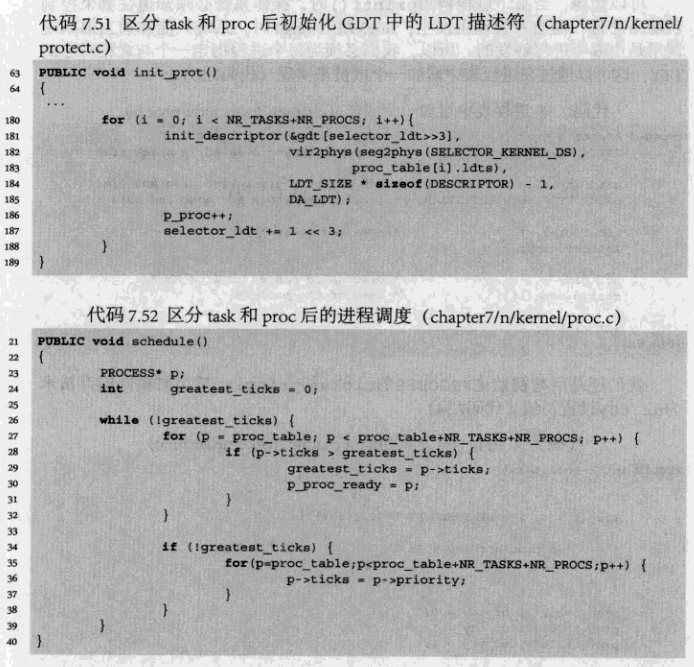 代码 7.51 区分 task 和 proc 后初始化 GDT 中的 LDT 描述符（chapter7/n/kernel/
protect.c）
63 PUBLIC void init_prot()
64 {
...
180 for (i = 0; i < NR_TASKS+NR_PROCS; i++){
181 init_descriptor(&gdt[selector_ldt>>3],
182 vir2phys(seg2phys(SELECTOR_KERNEL_DS),
183 proc_table[i].ldts),
184 LDT_SIZE * sizeof(DESCRIPTOR) - 1,
185 DA_LDT);
186 p_proc++;
187 selector_ldt += 1 << 3;
188 }
189 }
代码 7.52 区分 task 和 proc 后的进程调度（chapter7/n/kernel/proc.c）
21 PUBLIC void schedule()
22 {
23 PROCESS* p;
24 int greatest_ticks = 0;
25
26 while (!greatest_ticks) {
27 for (p = proc_table; p < proc_table+NR_TASKS+NR_PROCS; p++) {
28 if (p->ticks > greatest_ticks) {
29 greatest_ticks = p->ticks;
30 p_proc_ready = p;
31 }
32 }
33
34 if (!greatest_ticks) {
35 for(p=proc_table;p<proc_table+NR_TASKS+NR_PROCS;p++) {
36 p->ticks = p->priority;
37 }
38 }
39 }
40 }